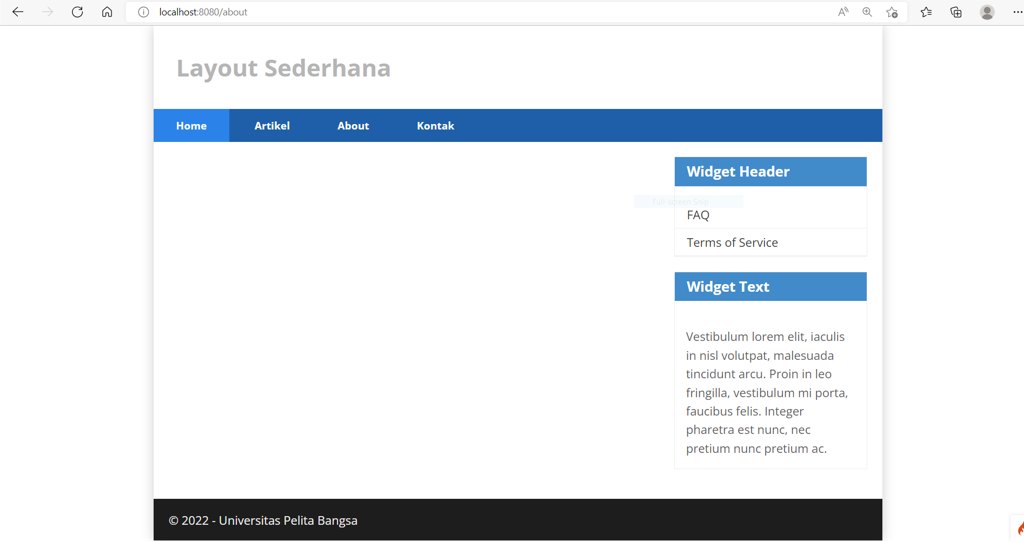 localhost:8080/about
Layout Sederhana
Home Artikel About Kontak
Widget Header
FAQ
Terms of Service
Widget Text
Vestibulum lorem elit, iaculis
in nisl volutpat, malesuada
tincidunt arcu. Proin in leo
fringilla, vestibulum mi porta,
faucibus felis. Integer
pharetra est nunc, nec
pretium nunc pretium ac.
© 2022 - Universitas Pelita Bangsa